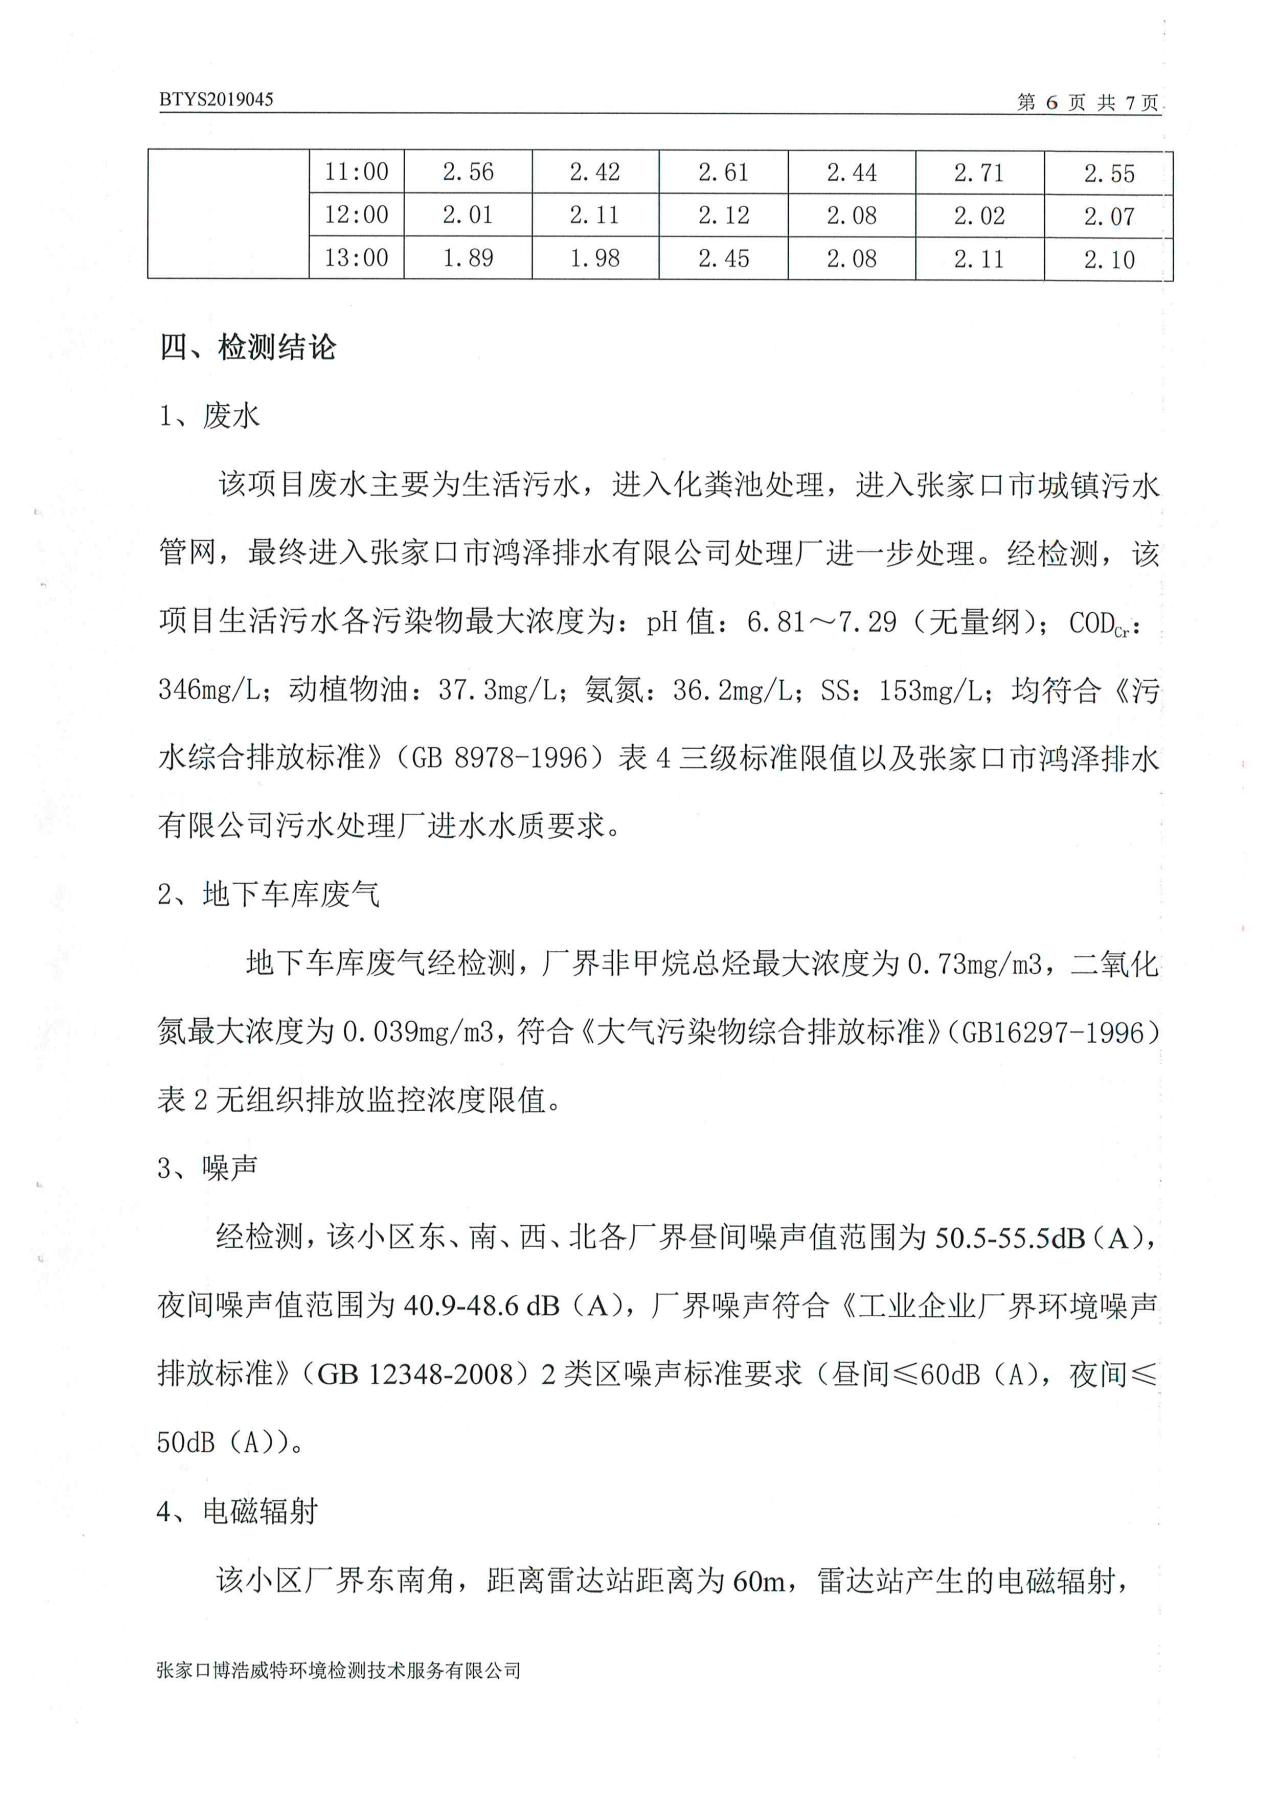 BTYS2019045
第 6 页 共 7 页
11:00 2.56 2.42 2.61 2.44 2.71 2.55
12:00 2.01 2.11 2.12 2.08 2.02 2.07
13:00 1.89 1.98 2.45 2.08 2.11 2.10
四、检测结论
1、废水
该项目废水主要为生活污水，进入化粪池处理，进入张家口市城镇污水
管网，最终进入张家口市鸿泽排水有限公司处理厂进一步处理。经检测，该
项目生活污水各污染物最大浓度为：pH 值：6.81～7.29（无量纲）；CODCr：
346mg/L；动植物油：37.3mg/L；氨氮：36.2mg/L；SS：153mg/L；均符合《污
水综合排放标准》（GB 8978-1996）表 4 三级标准限值以及张家口市鸿泽排水
有限公司污水处理厂进水水质要求。
2、地下车库废气
地下车库废气经检测，厂界非甲烷总烃最大浓度为 0.73mg/m3，二氧化
氮最大浓度为 0.039mg/m3，符合《大气污染物综合排放标准》（GB16297-1996）
表 2 无组织排放监控浓度限值。
3、噪声
经检测，该小区东、南、西、北各厂界昼间噪声值范围为 50.5-55.5dB（A），
夜间噪声值范围为 40.9-48.6 dB（A），厂界噪声符合《工业企业厂界环境噪声
排放标准》（GB 12348-2008）2 类区噪声标准要求（昼间≤60dB（A），夜间≤
50dB（A））。
4、电磁辐射
该小区厂界东南角，距离雷达站距离为 60m，雷达站产生的电磁辐射，
张家口博浩威特环境检测技术服务有限公司